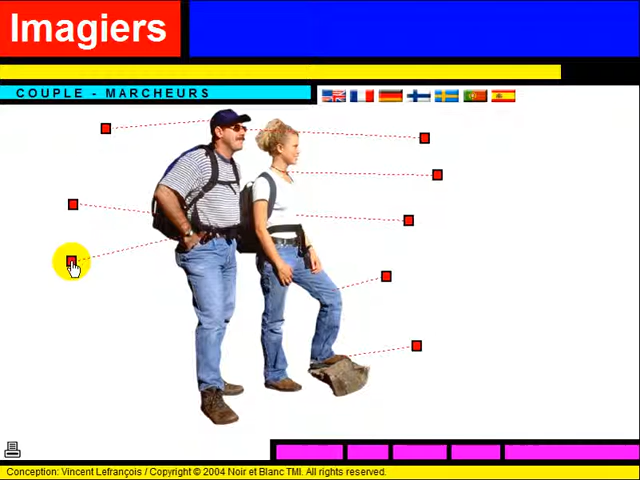 Imagiers
COUPLE - MARCHEURS
Conception: Vincent Lefrançois / Copyright © 2004 Noir et Blanc TMI. All rights reserved.